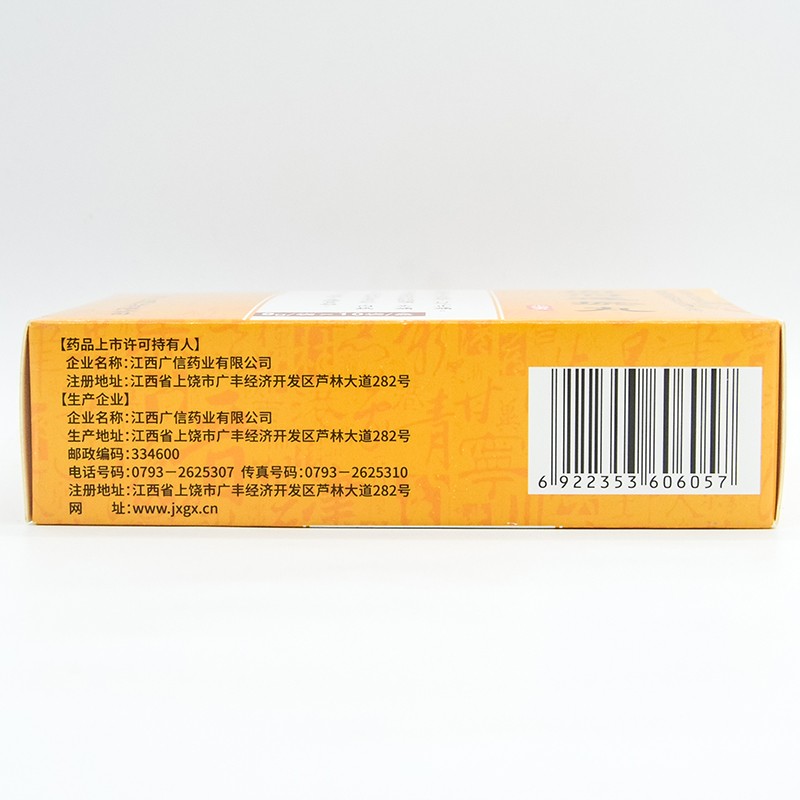 【药品上市许可持有人】
企业名称：江西广信药业有限公司
注册地址：江西省上饶市广丰经济开发区芦林大道282号
【生产企业】
企业名称：江西广信药业有限公司
生产地址：江西省上饶市广丰经济开发区芦林大道282号
邮政编码：334600
电话号码：0793－2625307 传真号码：0793－2625310
注册地址：江西省上饶市广丰经济开发区芦林大道282号
网 址：www.jxgx.cn
6 922353 606057